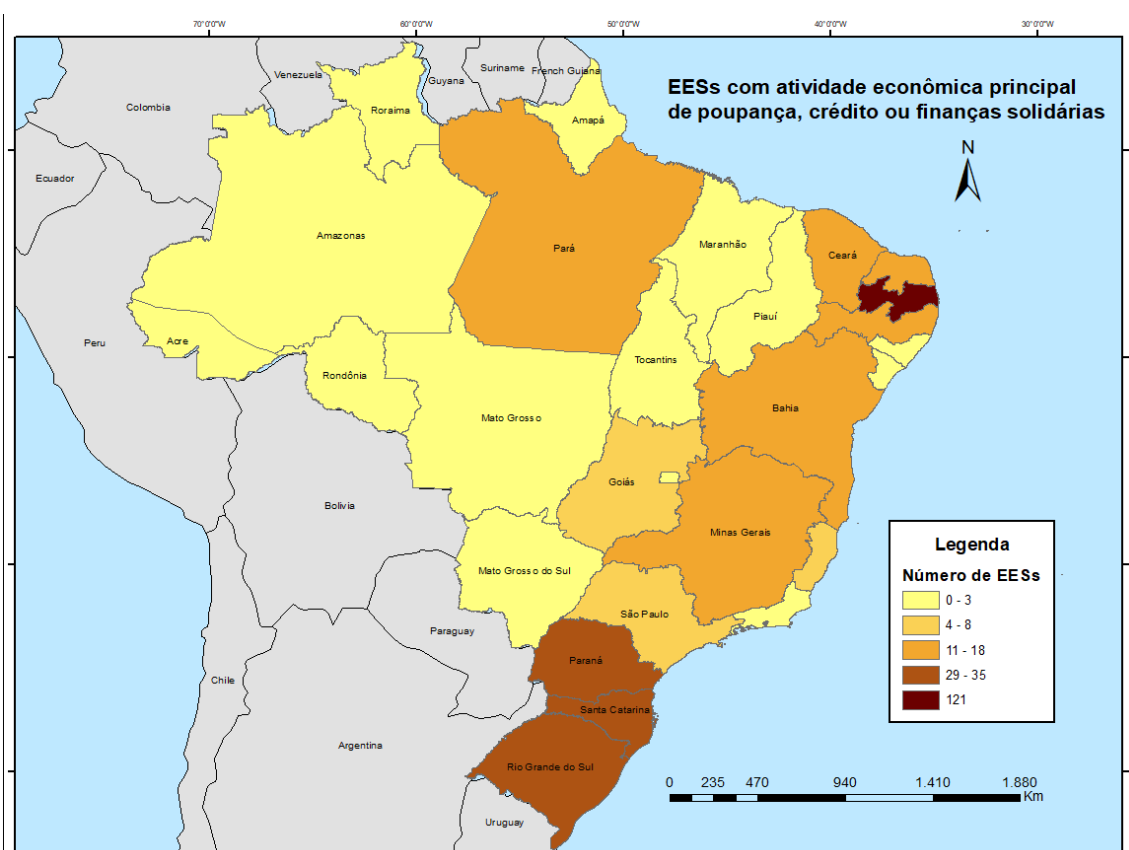 70°0'0"W
60°0'0"W
50°0'0"W
40°0'0"W
30°0'0"W
EESs com atividade econômica principal
de poupança, crédito ou finanças solidárias
N
Venezuela
Guyana
Suriname
French Guiana
Colombia
Roraima
Amapá
Ecuador
Amazonas
Pará
Maranhão
Ceará
Piauí
Peru
Acre
Tocantins
Rondônia
Mato Grosso
Bahia
Goiás
Bolivia
Minas Gerais
Mato Grosso do Sul
São Paulo
Paraguay
Paraná
Chile
Santa Catarina
Argentina
Rio Grande do Sul
Uruguay
Legenda
Número de EESs
0 - 3
4 - 8
11 - 18
29 - 35
121
0 235 470 940 1.410 1.880
Km